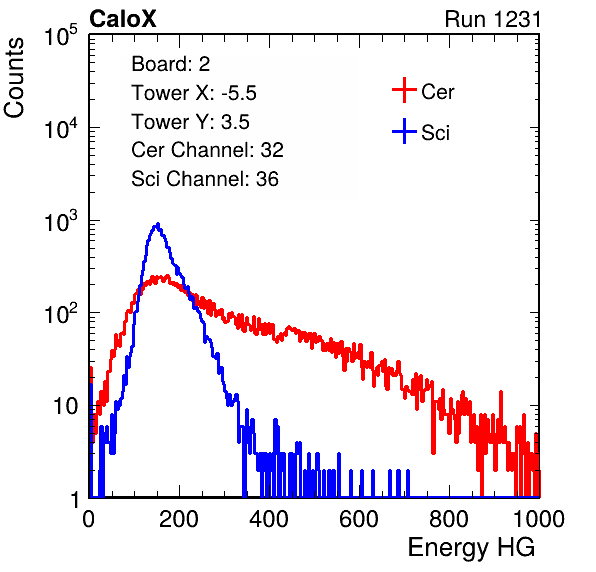 CaloX Run 1231
Counts
10^5
10^4
10^3
10^2
10
1
Board: 2
Tower X: -5.5
Tower Y: 3.5
Cer Channel: 32
Sci Channel: 36
Cer
Sci
0 200 400 600 800 1000
Energy HG